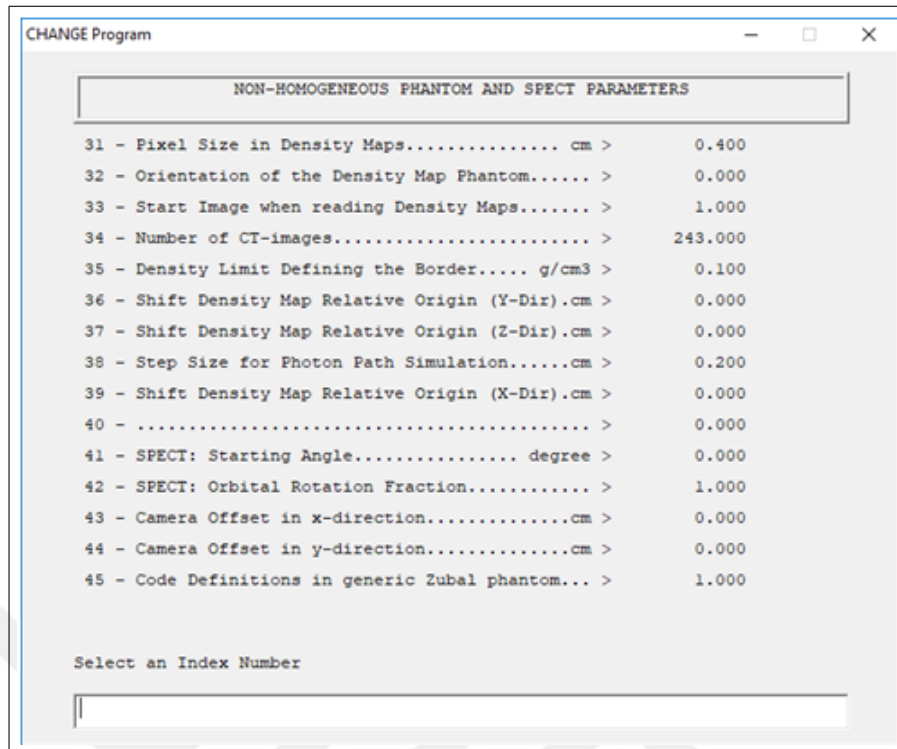 CHANGE Program
NON-HOMOGENEOUS PHANTOM AND SPECT PARAMETERS
31 - Pixel Size in Density Maps............... cm > 0.400
32 - Orientation of the Density Map Phantom...... > 0.000
33 - Start Image when reading Density Maps....... > 1.000
34 - Number of CT-images......................... > 243.000
35 - Density Limit Defining the Border..... g/cm3 > 0.100
36 - Shift Density Map Relative Origin (Y-Dir).cm > 0.000
37 - Shift Density Map Relative Origin (Z-Dir).cm > 0.000
38 - Step Size for Photon Path Simulation......cm > 0.200
39 - Shift Density Map Relative Origin (X-Dir).cm > 0.000
40 - ............................................ > 0.000
41 - SPECT: Starting Angle................ degree > 0.000
42 - SPECT: Orbital Rotation Fraction............ > 1.000
43 - Camera Offset in x-direction..............cm > 0.000
44 - Camera Offset in y-direction..............cm > 0.000
45 - Code Definitions in generic Zubal phantom... > 1.000
Select an Index Number